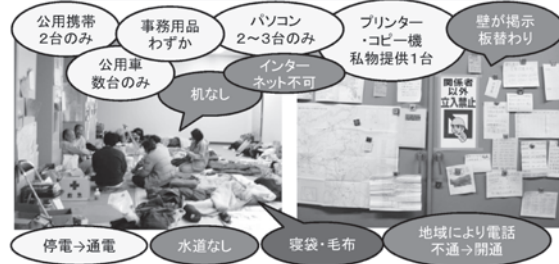 公用携帯
2台のみ
事務用品
わずか
パソコン
2～3台のみ
プリンター
・コピー機
私物提供1台
壁が掲示
板替わり
公用車
数台のみ
机なし
インター
ネット不可
関係者
以外
立入禁止
停電→通電
水道なし
寝袋・毛布
地域により電話
不通→開通